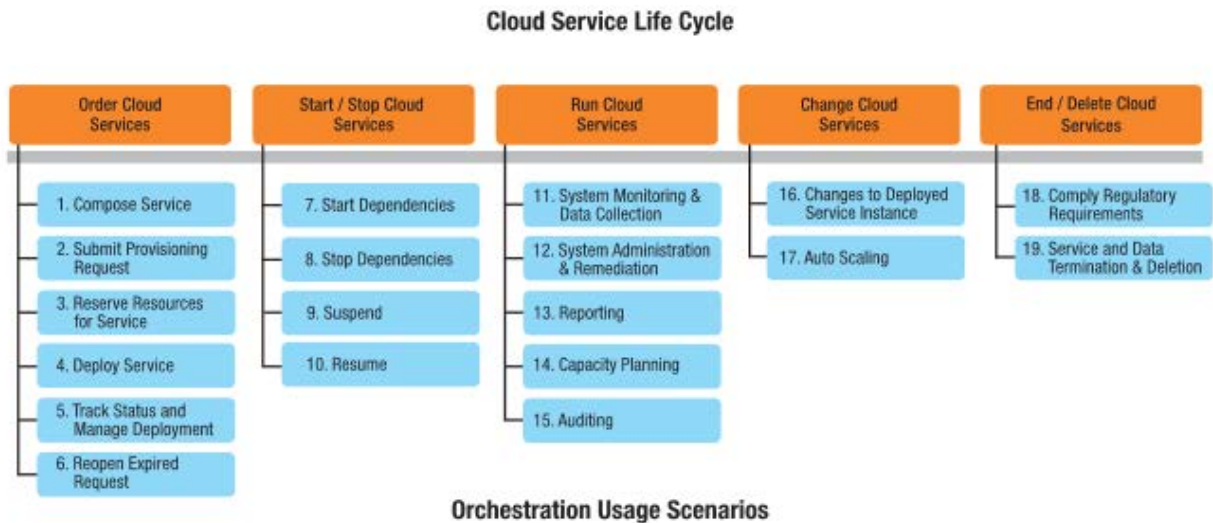 Cloud Service Life Cycle
Order Cloud
Services
Start / Stop Cloud
Services
Run Cloud
Services
Change Cloud
Services
End / Delete Cloud
Services
1. Compose Service
2. Submit Provisioning
Request
3. Reserve Resources
for Service
4. Deploy Service
5. Track Status and
Manage Deployment
6. Reopen Expired
Request
7. Start Dependencies
8. Stop Dependencies
9. Suspend
10. Resume
11. System Monitoring &
Data Collection
12. System Administration
& Remediation
13. Reporting
14. Capacity Planning
15. Auditing
16. Changes to Deployed
Service Instance
17. Auto Scaling
18. Comply Regulatory
Requirements
19. Service and Data
Termination & Deletion
Orchestration Usage Scenarios